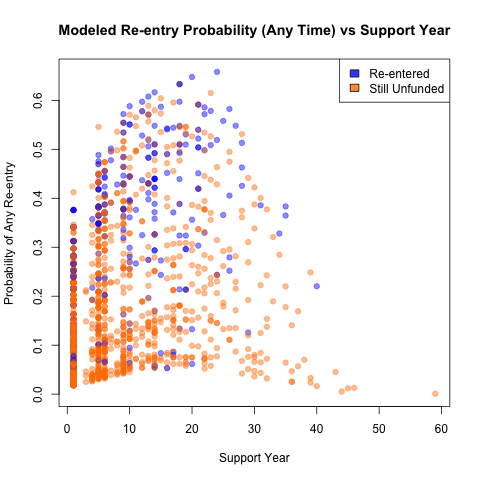 Modeled Re-entry Probability (Any Time) vs Support Year
Re-entered
Still Unfunded
Probability of Any Re-entry
0.6
0.5
0.4
0.3
0.2
0.1
0.0
0 10 20 30 40 50 60
Support Year